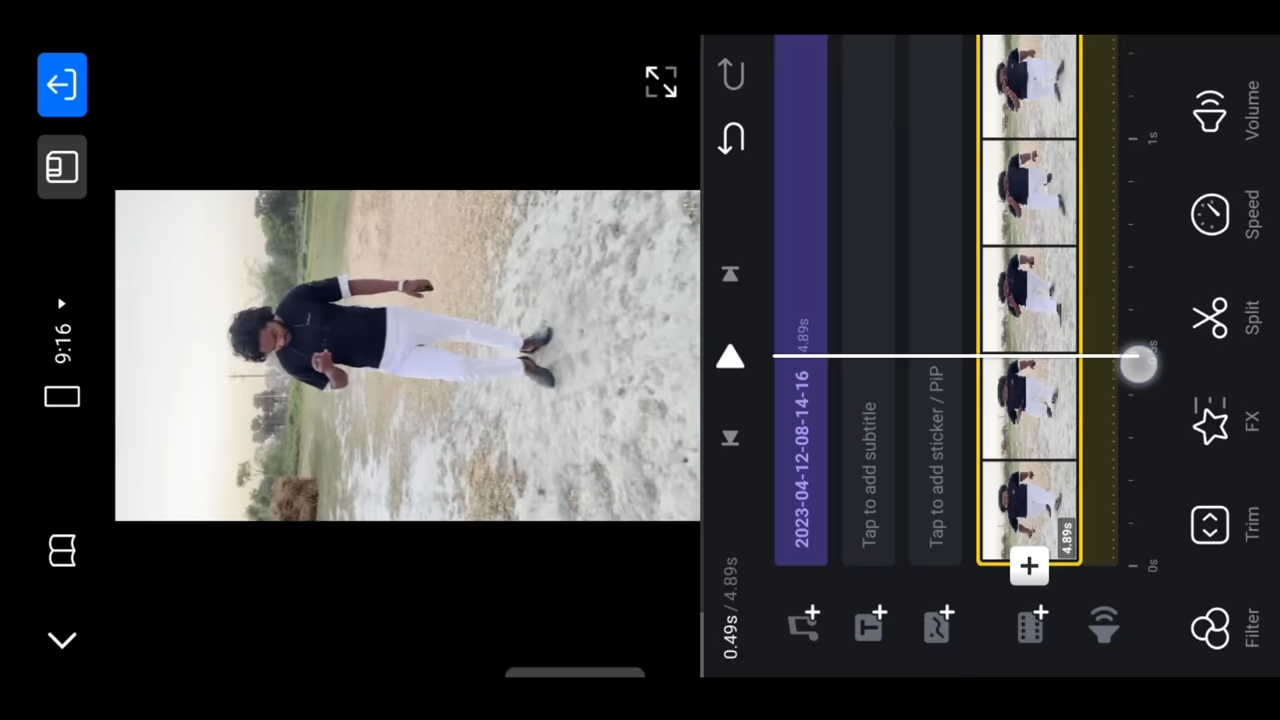 9:16
0.49s / 4.89s
2023-04-12-08-14-16
4.89s
Tap to add subtitle
Tap to add sticker / PiP
4.89s
0s
1s
Filter
Trim
FX
Split
Speed
Volume